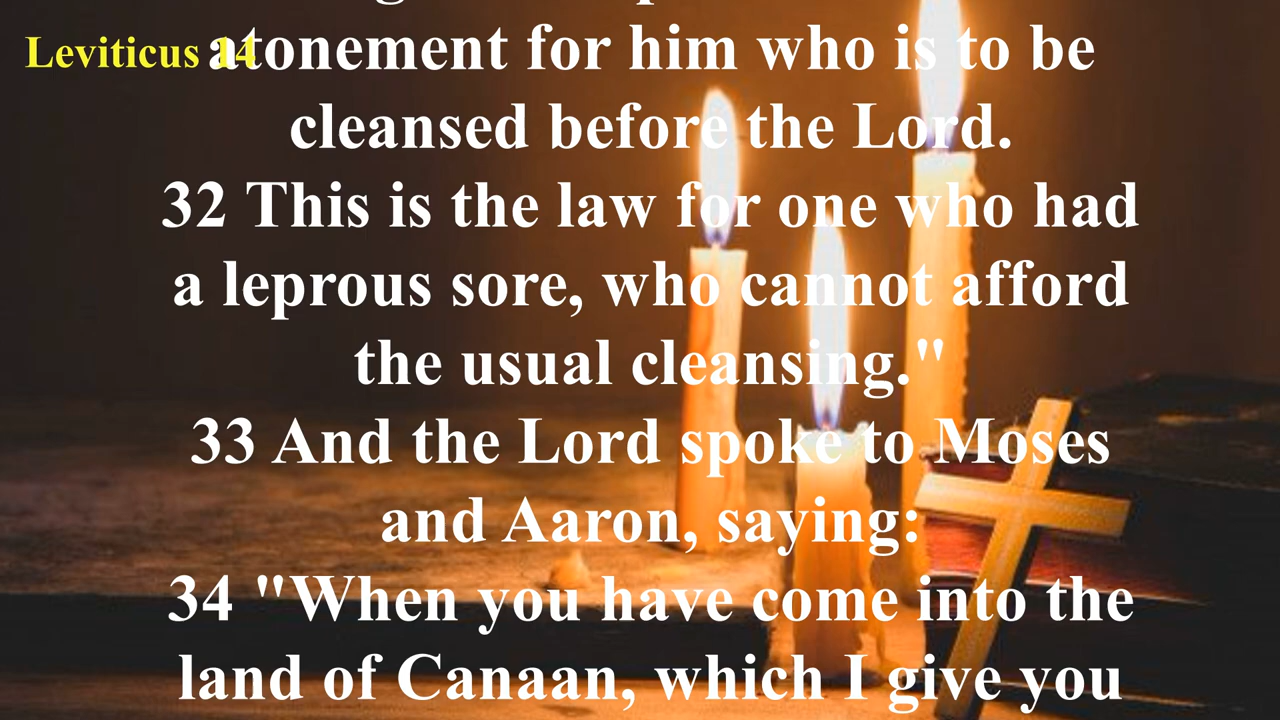 Leviticus 14
atonement for him who is to be
cleansed before the Lord.
32 This is the law for one who had
a leprous sore, who cannot afford
the usual cleansing."
33 And the Lord spoke to Moses
and Aaron, saying:
34 "When you have come into the
land of Canaan, which I give you